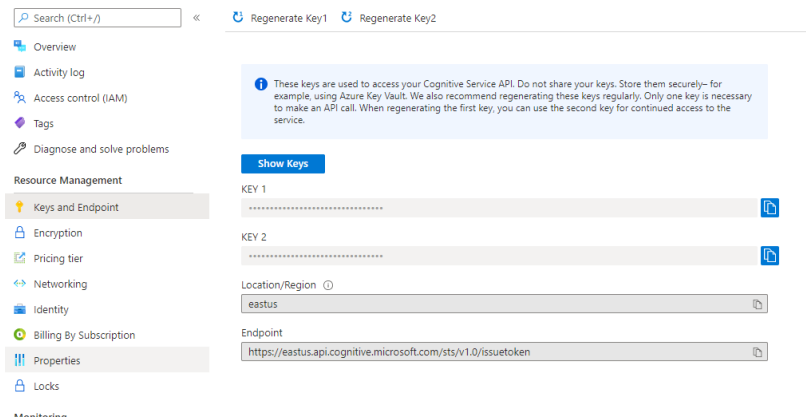 Search (Ctrl+/)
«
Overview
Activity log
Access control (IAM)
Tags
Diagnose and solve problems
Resource Management
Keys and Endpoint
Encryption
Pricing tier
Networking
Identity
Billing By Subscription
Properties
Locks
Monitoring
Regenerate Key1 Regenerate Key2
These keys are used to access your Cognitive Service API. Do not share your keys. Store them securely– for
example, using Azure Key Vault. We also recommend regenerating these keys regularly. Only one key is necessary
to make an API call. When regenerating the first key, you can use the second key for continued access to the
service.
Show Keys
KEY 1
••••••••••••••••••••••••••••••••
KEY 2
••••••••••••••••••••••••••••••••
Location/Region
eastus
Endpoint
https://eastus.api.cognitive.microsoft.com/sts/v1.0/issuetoken